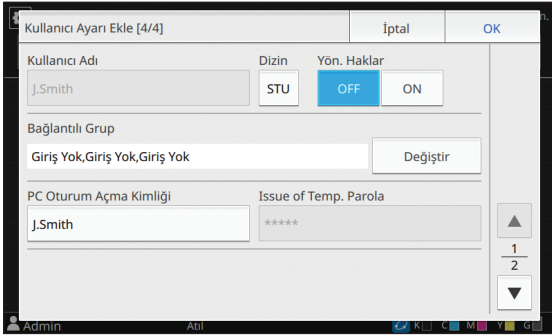 Kullanıcı Ayarı Ekle [4/4] İptal OK
Kullanıcı Adı Dizin Yön. Haklar
J.Smith STU OFF ON
Bağlantılı Grup
Giriş Yok,Giriş Yok,Giriş Yok Değiştir
PC Oturum Açma Kimliği Issue of Temp. Parola
J.Smith *****
1
2
Admin Atıl K C M Y G